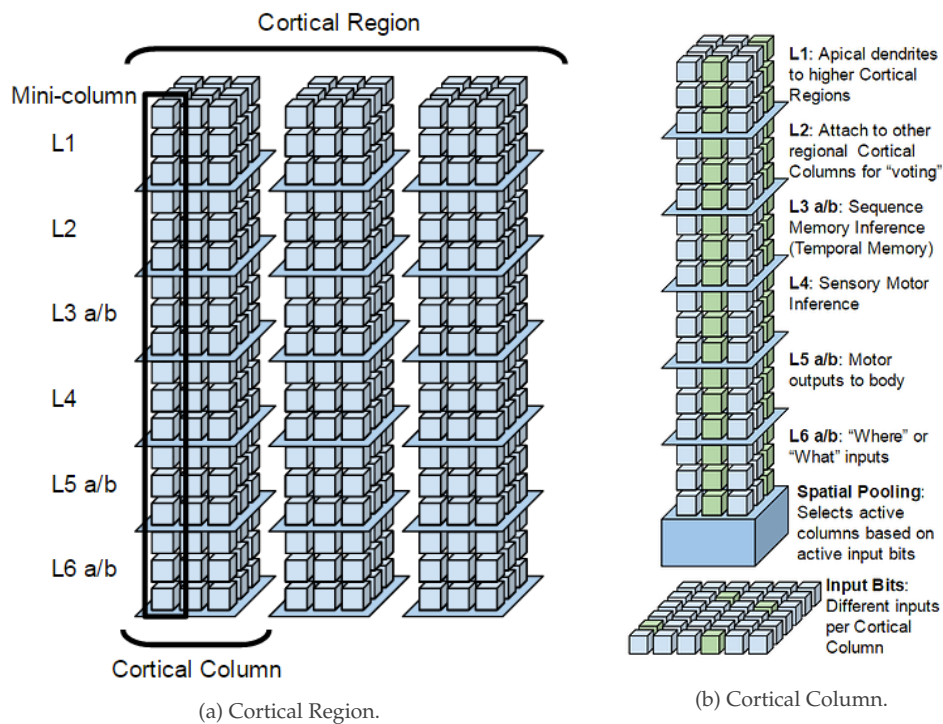 Cortical Region
Mini-column
L1
L2
L3 a/b
L4
L5 a/b
L6 a/b
Cortical Column
(a) Cortical Region.
L1: Apical dendrites
to higher Cortical
Regions
L2: Attach to other
regional Cortical
Columns for “voting”
L3 a/b: Sequence
Memory Inference
(Temporal Memory)
L4: Sensory Motor
Inference
L5 a/b: Motor
outputs to body
L6 a/b: “Where” or
“What” inputs
Spatial Pooling:
Selects active
columns based on
active input bits
Input Bits:
Different inputs
per Cortical
Column
(b) Cortical Column.